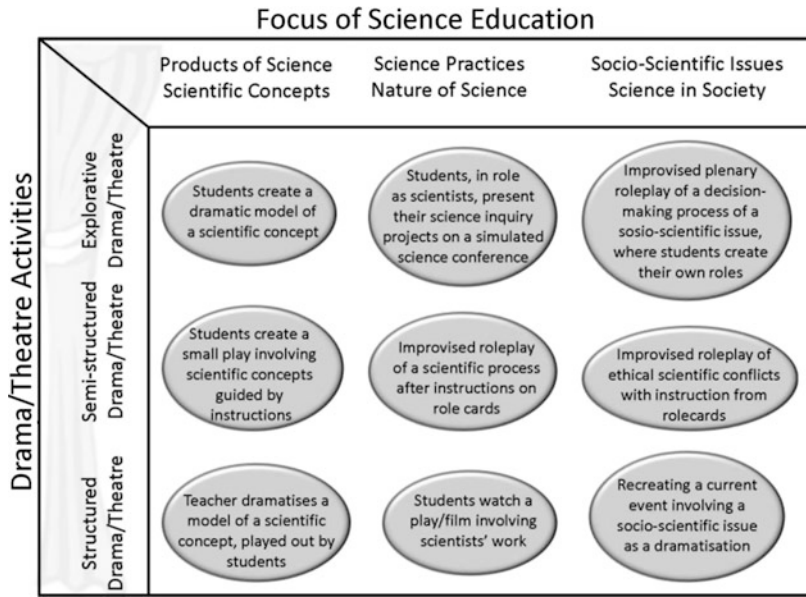 Focus of Science Education
Products of Science
Scientific Concepts
Science Practices
Nature of Science
Socio-Scientific Issues
Science in Society
Drama/Theatre Activities
Explorative
Drama/Theatre
Students create a
dramatic model of
a scientific concept
Students, in role
as scientists, present
their science inquiry
projects on a simulated
science conference
Improvised plenary
roleplay of a decision-
making process of a
sosio-scientific issue,
where students create
their own roles
Semi-structured
Drama/Theatre
Students create a
small play involving
scientific concepts
guided by
instructions
Improvised roleplay
of a scientific process
after instructions on
role cards
Improvised roleplay of
ethical scientific conflicts
with instruction from
rolecards
Structured
Drama/Theatre
Teacher dramatises a
model of a scientific
concept, played out by
students
Students watch a
play/film involving
scientists' work
Recreating a current
event involving a
socio-scientific issue
as a dramatisation